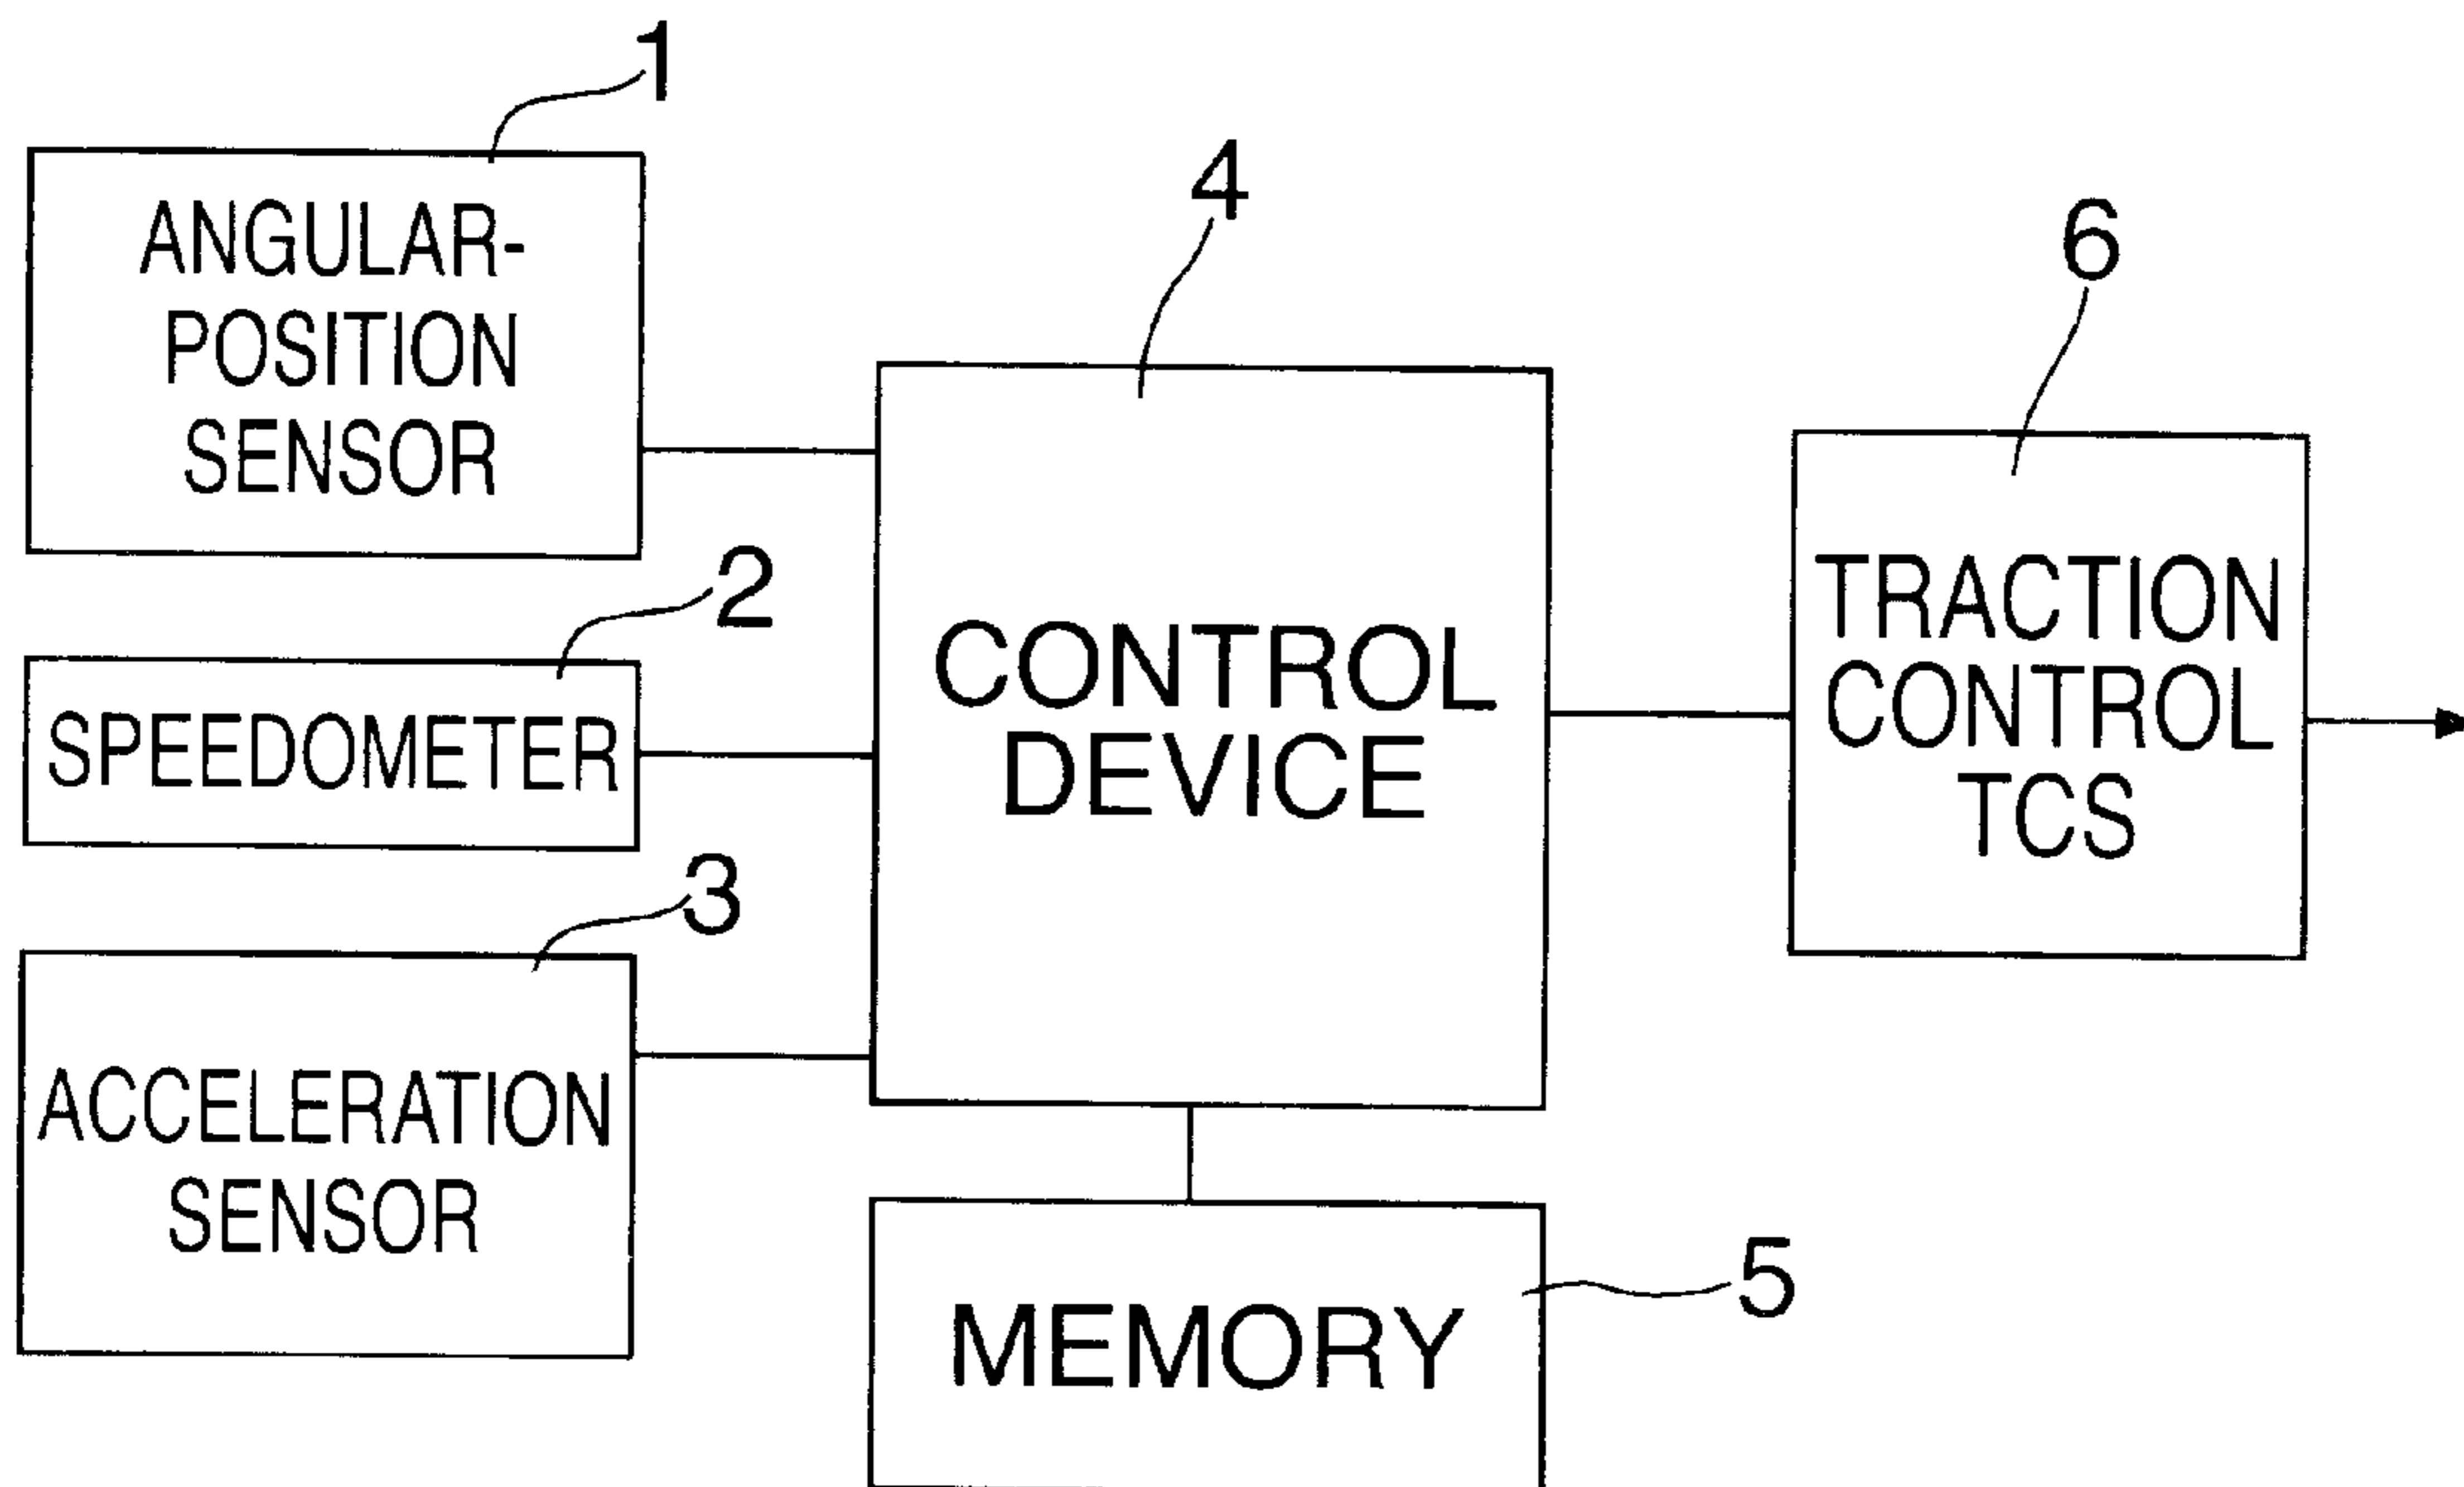 1
ANGULAR-
POSITION
SENSOR
2
SPEEDOMETER
3
ACCELERATION
SENSOR
4
CONTROL
DEVICE
5
MEMORY
6
TRACTION
CONTROL
TCS